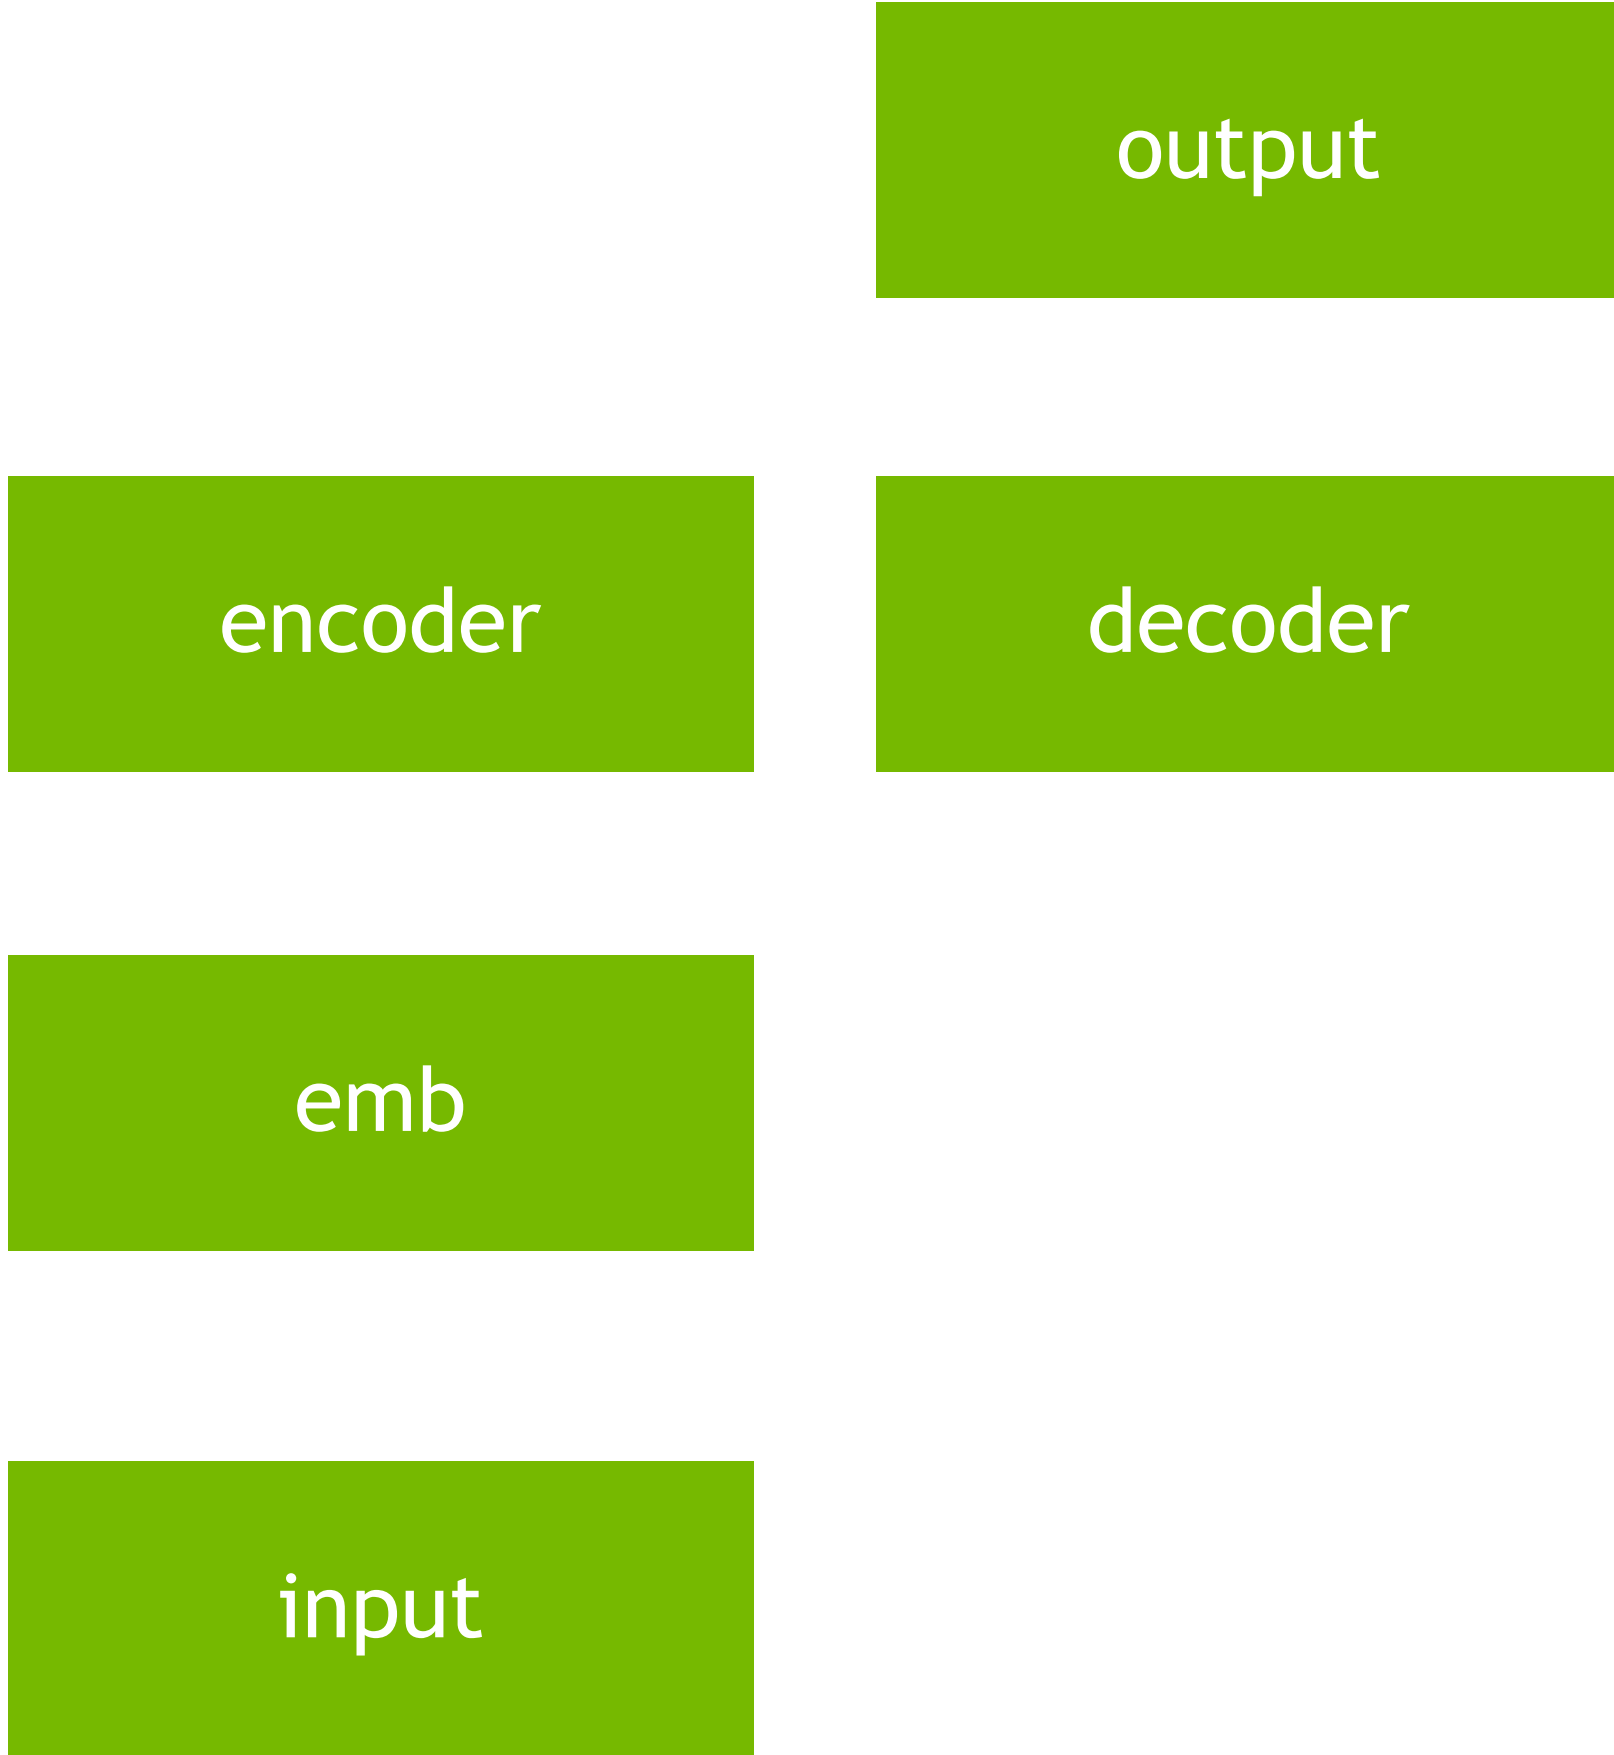 output
encoder
decoder
emb
input